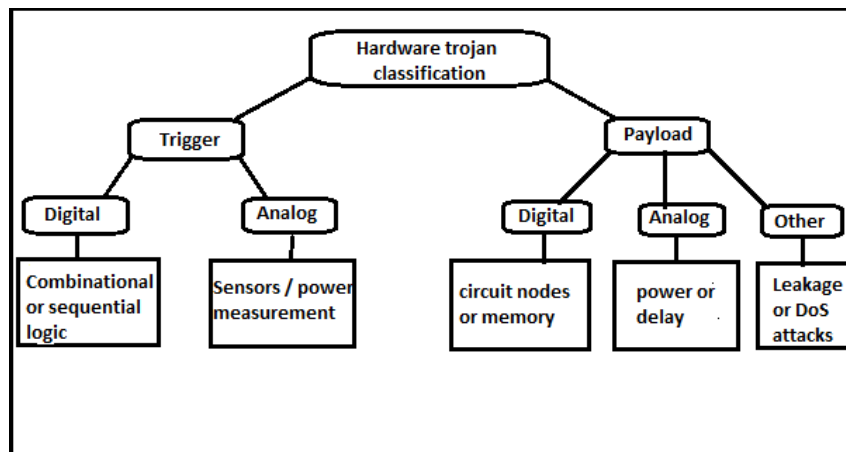 Hardware trojan
classification
Trigger
Payload
Digital
Analog
Digital
Analog
Other
Combinational
or sequential
logic
Sensors / power
measurement
circuit nodes
or memory
power or
delay
Leakage
or DoS
attacks